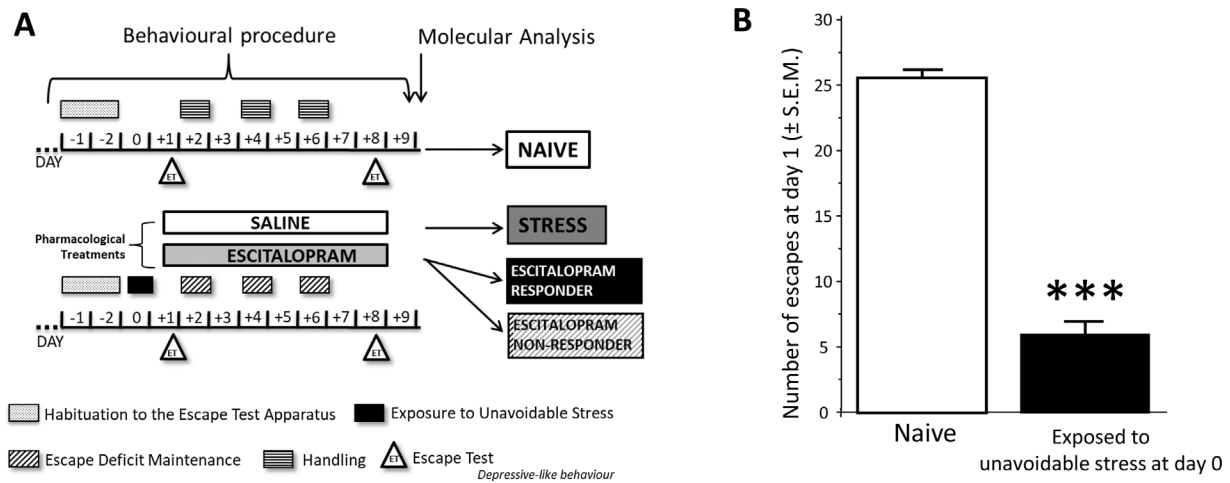 A
Behavioural procedure
Molecular Analysis
-1 -2 0 +1 +2 +3 +4 +5 +6 +7 +8 +9
DAY
ET
ET
NAIVE
Pharmacological
Treatments
SALINE
ESCITALOPRAM
STRESS
ESCITALOPRAM
RESPONDER
ESCITALOPRAM
NON-RESPONDER
-1 -2 0 +1 +2 +3 +4 +5 +6 +7 +8 +9
DAY
ET
ET
Habituation to the Escape Test Apparatus
Exposure to Unavoidable Stress
Escape Deficit Maintenance
Handling
ET
Escape Test
Depressive-like behaviour
B
Number of escapes at day 1 (± S.E.M.)
30
25
20
15
10
5
0
***
Naive
Exposed to
unavoidable stress at day 0